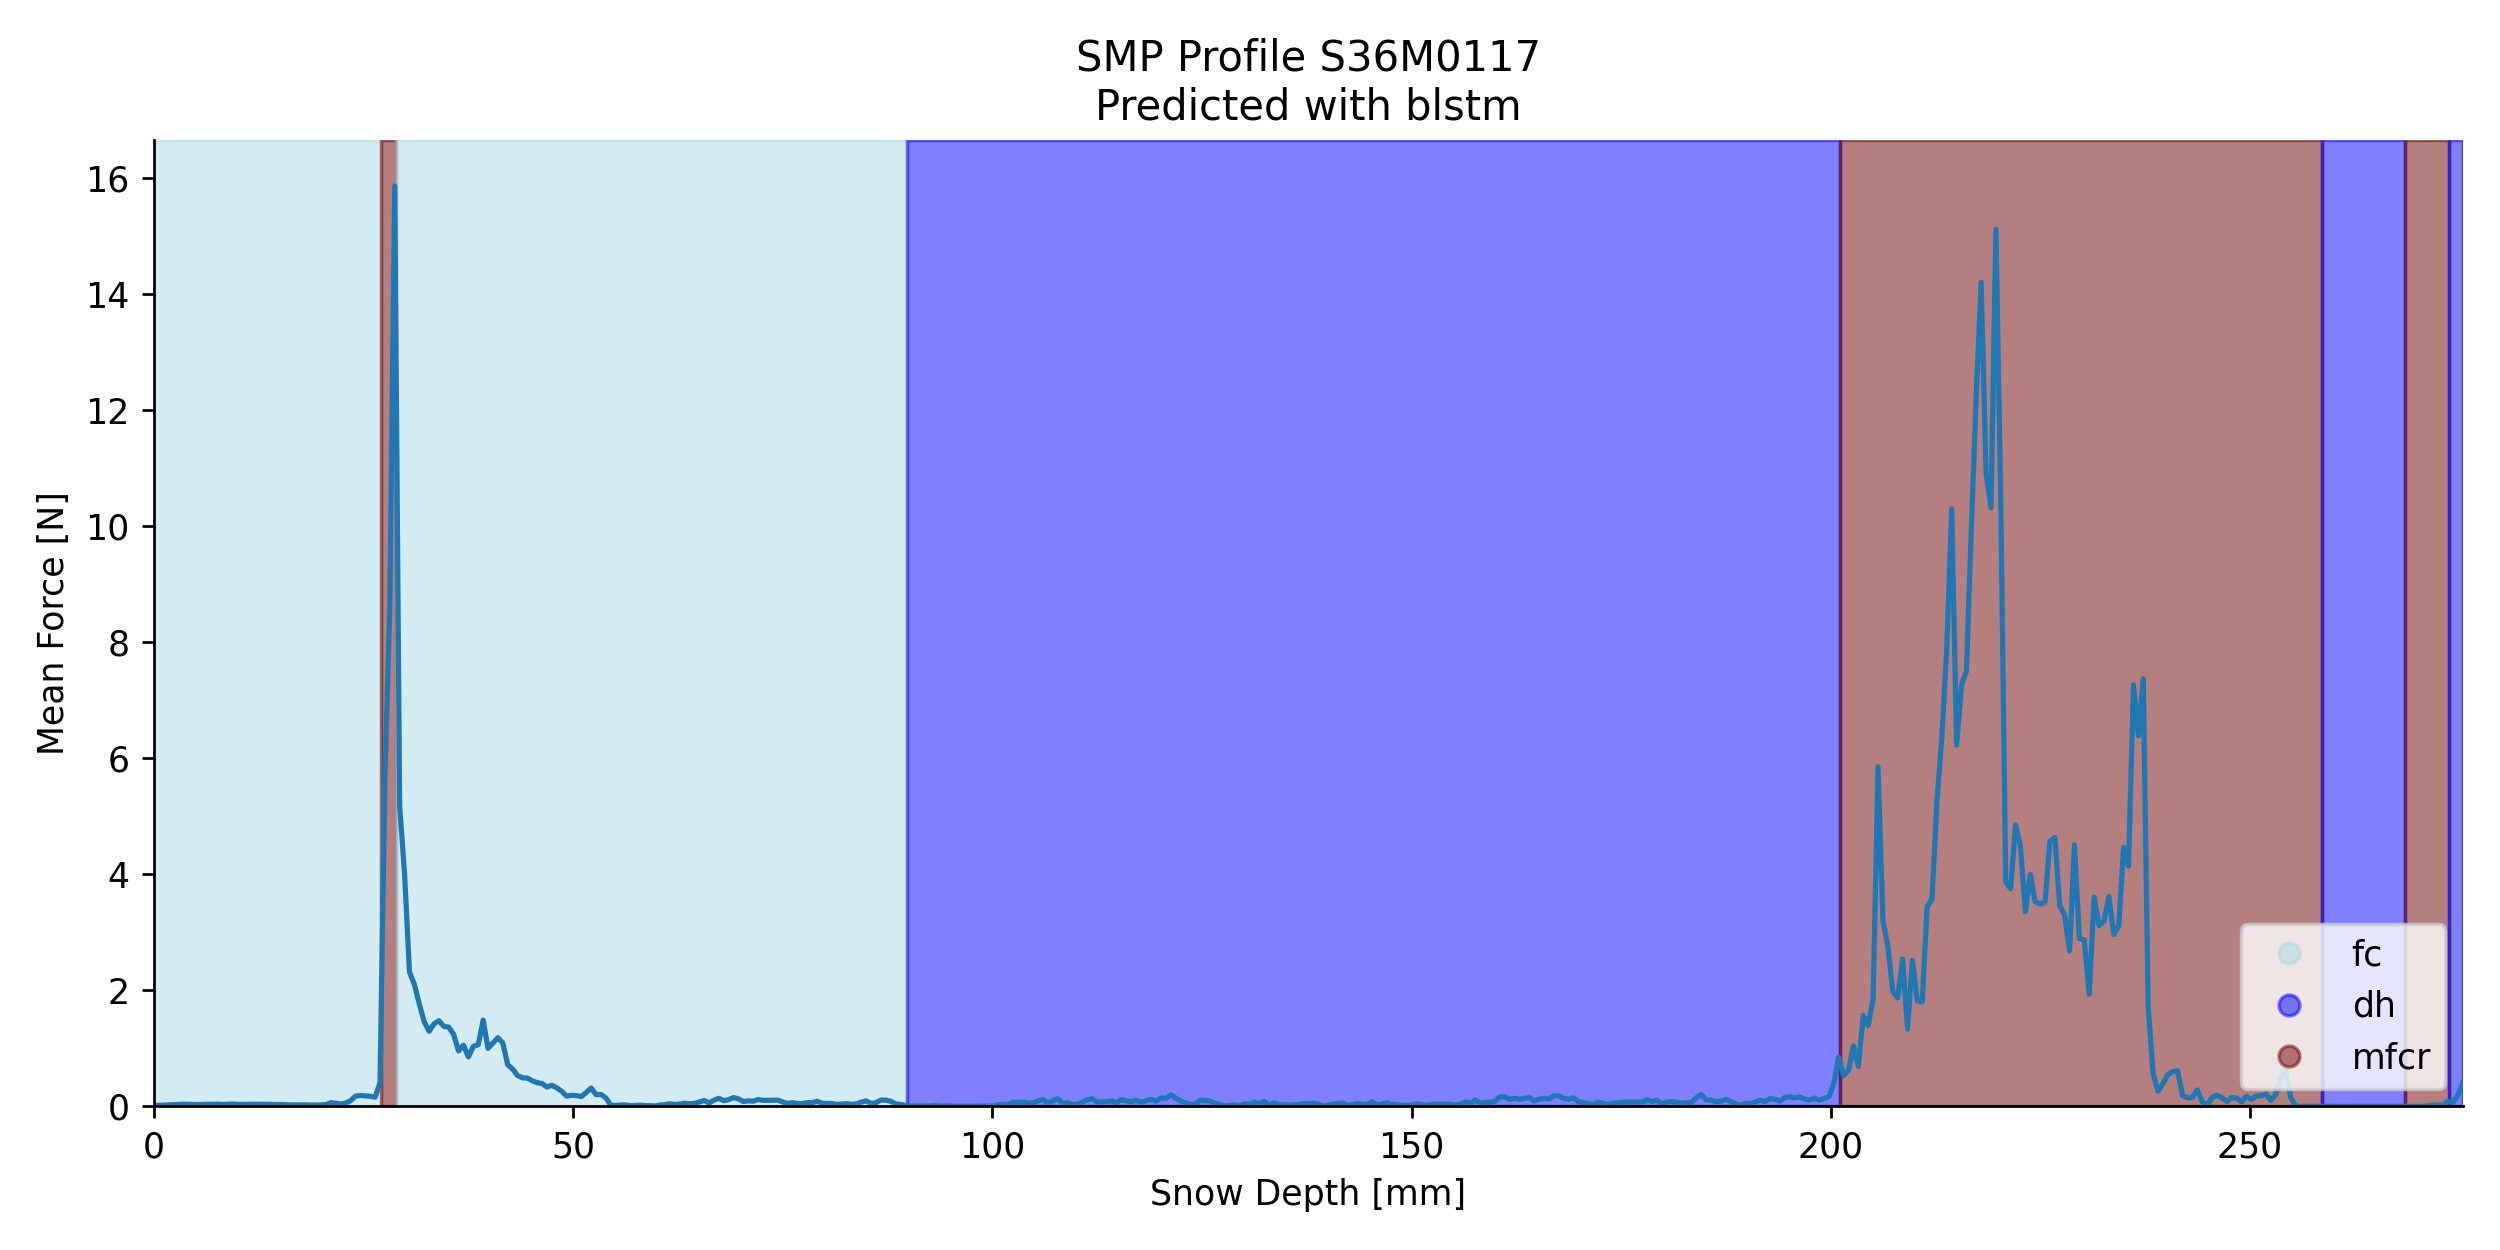 SMP Profile S36M0117
Predicted with blstm
16
14
12
10
8
6
4
2
0
Mean Force [N]
fc
dh
mfcr
0 50 100 150 200 250
Snow Depth [mm]